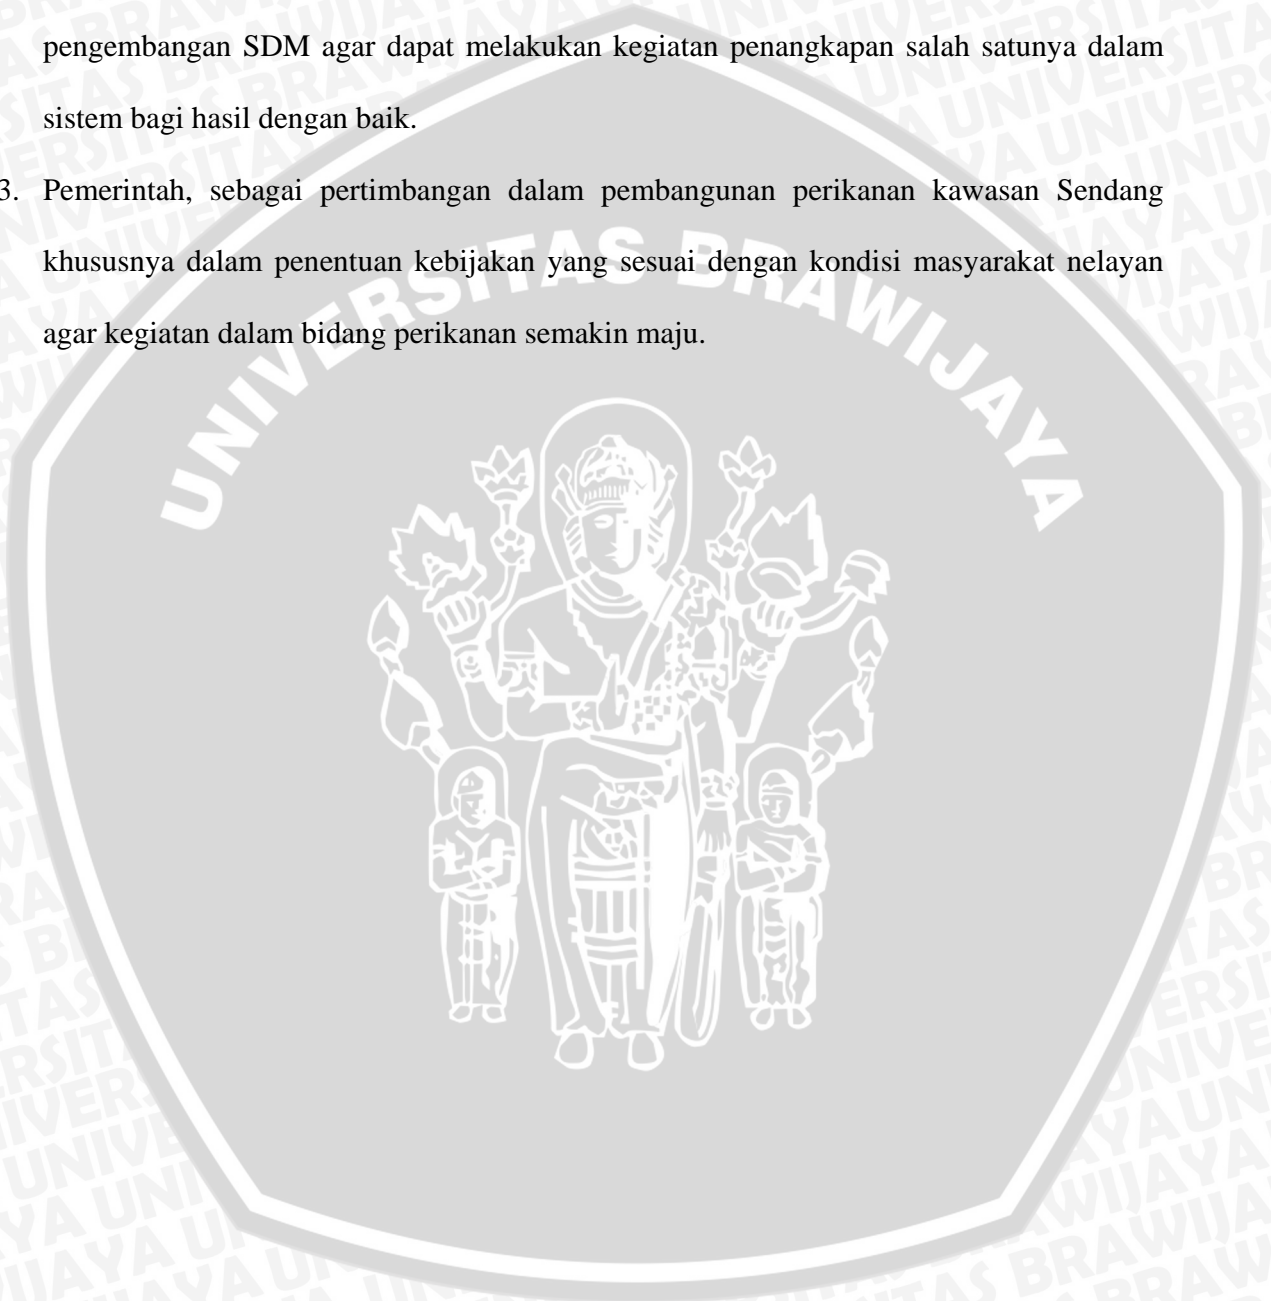 pengembangan SDM agar dapat melakukan kegiatan penangkapan salah satunya dalam
sistem bagi hasil dengan baik.
3. Pemerintah, sebagai pertimbangan dalam pembangunan perikanan kawasan Sendang
khususnya dalam penentuan kebijakan yang sesuai dengan kondisi masyarakat nelayan
agar kegiatan dalam bidang perikanan semakin maju.
UNIVERSITAS BRAWIJAYA